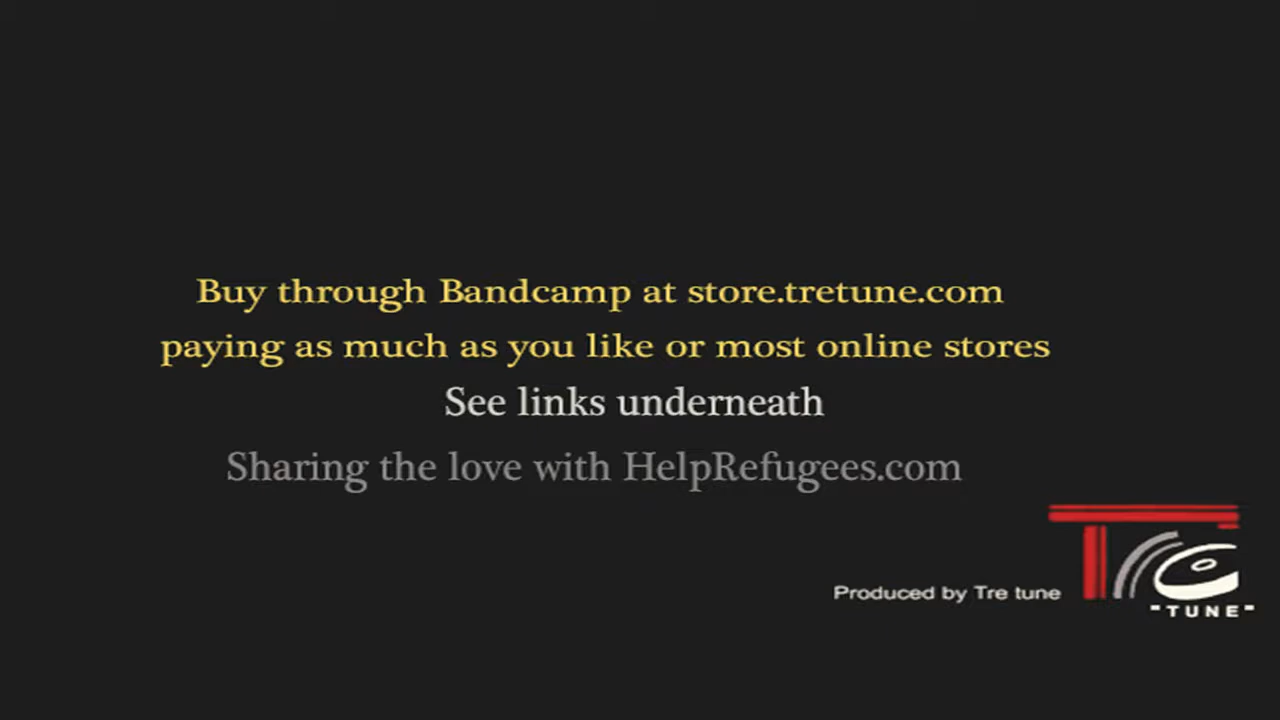 Buy through Bandcamp at store.tretune.com
paying as much as you like or most online stores
See links underneath
Sharing the love with HelpRefugees.com
Produced by Tre tune
Tre
"TUNE"